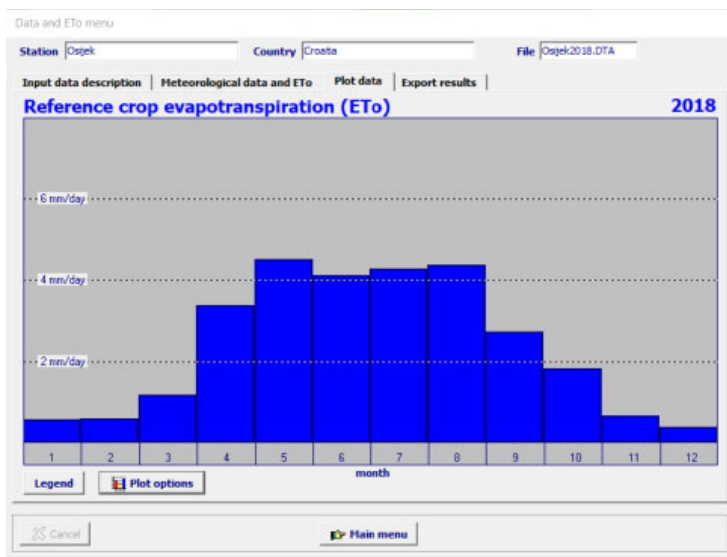 Data and ETo menu
Station Osijek Country Croatia File Osijek2018.DTA
Input data description Meteorological data and ETo Plot data Export results
Reference crop evapotranspiration (ETo) 2018
6 mm/day
4 mm/day
2 mm/day
1 2 3 4 5 6 7 8 9 10 11 12
month
Legend Plot options
Cancel Main menu